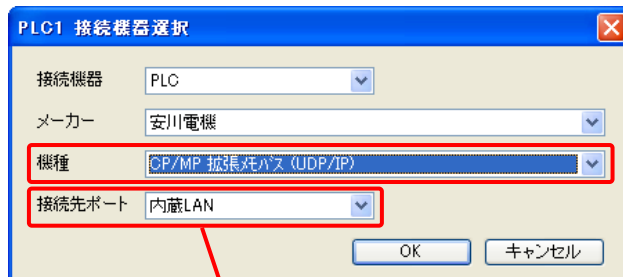 PLC1 接続機器選択
接続機器 PLC
メーカー 安川電機
機種 CP/MP 拡張ﾒﾓﾊﾞｽ (UDP/IP)
接続先ポート 内蔵LAN
OK キャンセル